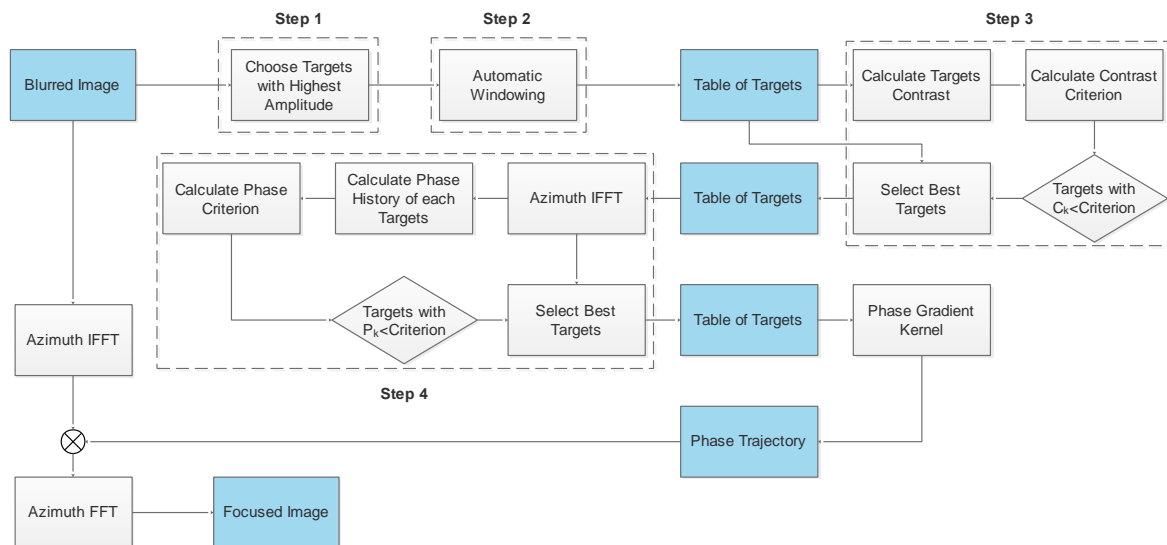 Step 1
Step 2
Step 3
Blurred Image
Choose Targets
with Highest
Amplitude
Automatic
Windowing
Table of Targets
Calculate Targets
Contrast
Calculate Contrast
Criterion
Calculate Phase
Criterion
Calculate Phase
History of each
Targets
Azimuth IFFT
Table of Targets
Select Best
Targets
Targets with
Cₖ<Criterion
Azimuth IFFT
Targets with
Pₖ<Criterion
Select Best
Targets
Table of Targets
Phase Gradient
Kernel
Step 4
Phase Trajectory
Azimuth FFT
Focused Image